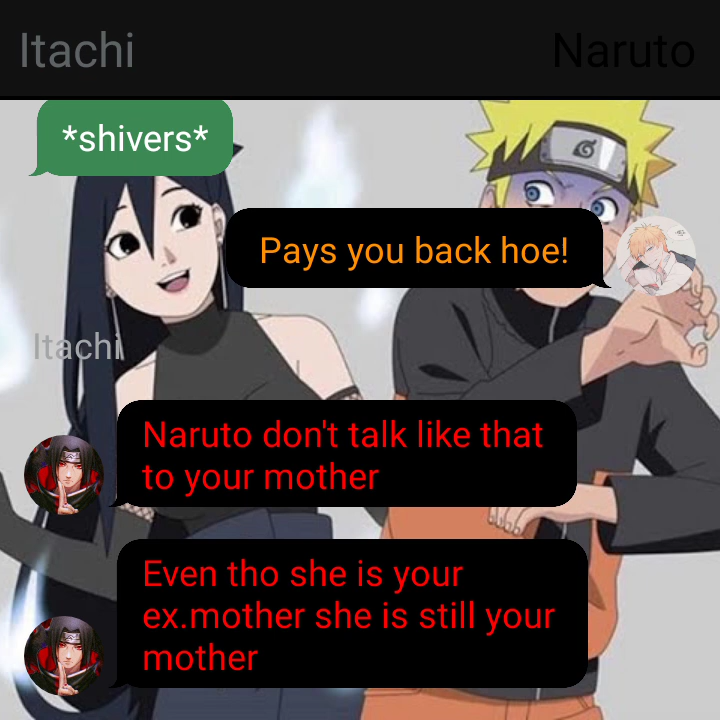 Itachi
Naruto
*shivers*
Pays you back hoe!
Itachi
Naruto don't talk like that
to your mother
Even tho she is your
ex.mother she is still your
mother